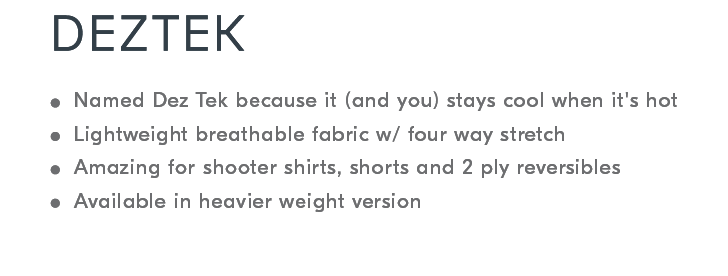 DEZTEK
● Named Dez Tek because it (and you) stays cool when it's hot
● Lightweight breathable fabric w/ four way stretch
● Amazing for shooter shirts, shorts and 2 ply reversibles
● Available in heavier weight version